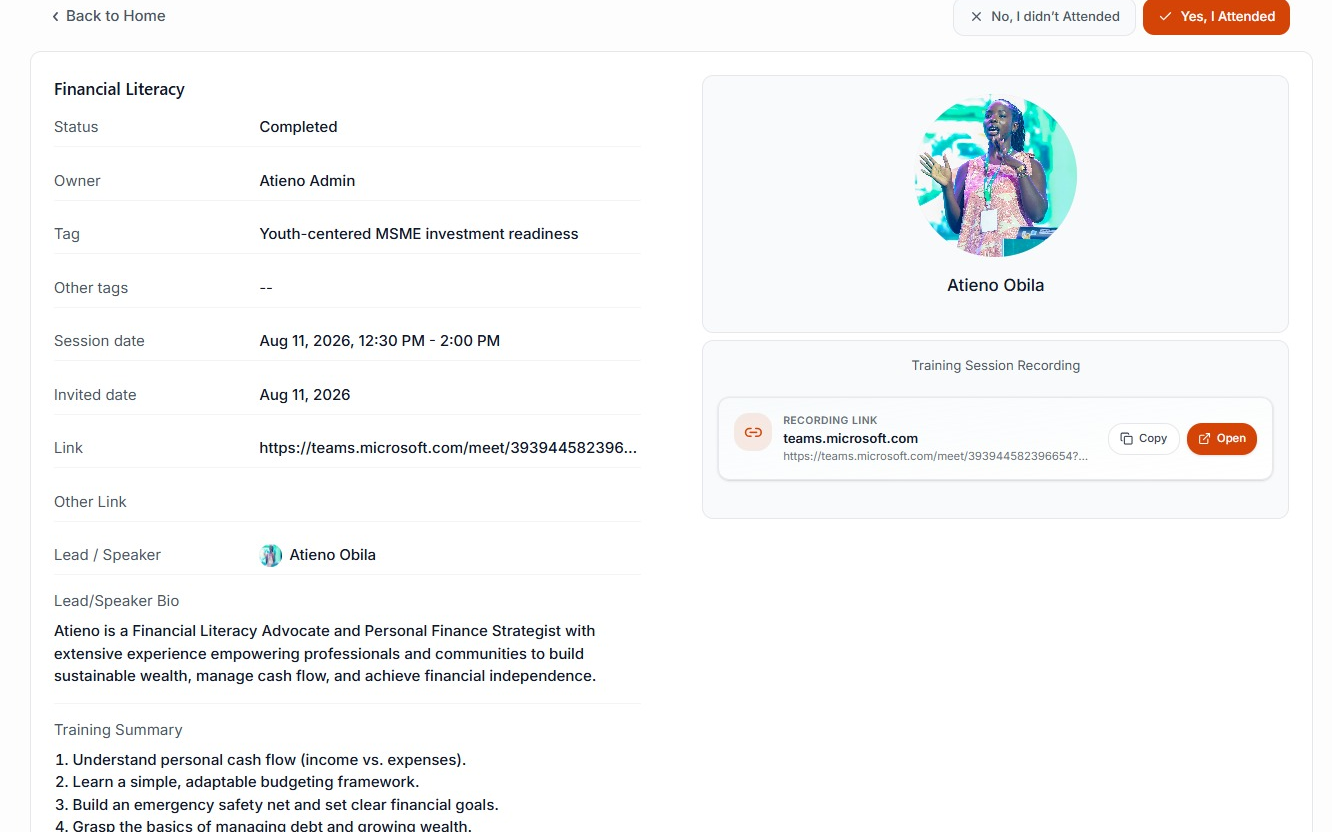 Back to Home
No, I didn’t Attended
Yes, I Attended
Financial Literacy
Status
Completed
Owner
Atieno Admin
Tag
Youth-centered MSME investment readiness
Other tags
--
Session date
Aug 11, 2026, 12:30 PM - 2:00 PM
Invited date
Aug 11, 2026
Link
https://teams.microsoft.com/meet/393944582396...
Other Link
Lead / Speaker
Atieno Obila
Lead/Speaker Bio
Atieno is a Financial Literacy Advocate and Personal Finance Strategist with
extensive experience empowering professionals and communities to build
sustainable wealth, manage cash flow, and achieve financial independence.
Training Summary
1. Understand personal cash flow (income vs. expenses).
2. Learn a simple, adaptable budgeting framework.
3. Build an emergency safety net and set clear financial goals.
4. Grasp the basics of managing debt and growing wealth.
Atieno Obila
Training Session Recording
RECORDING LINK
teams.microsoft.com
https://teams.microsoft.com/meet/393944582396654?...
Copy
Open